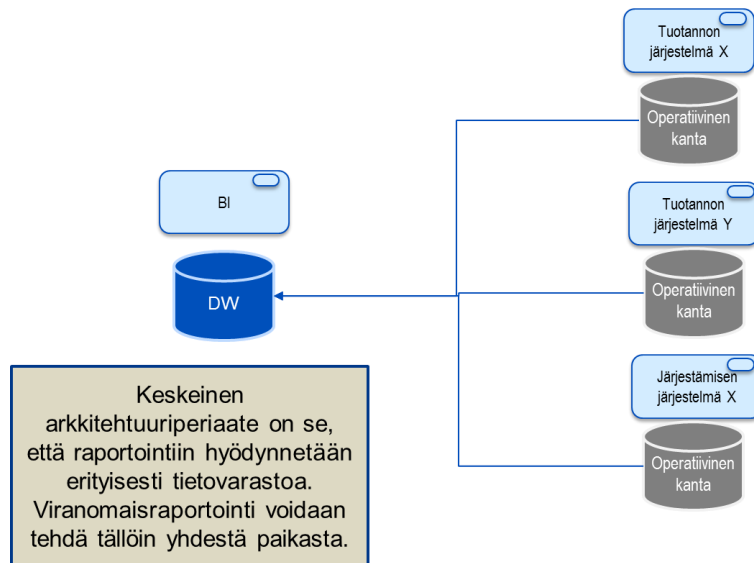 Tuotannon
järjestelmä X
Operatiivinen
kanta
BI
DW
Tuotannon
järjestelmä Y
Operatiivinen
kanta
Järjestämisen
järjestelmä X
Operatiivinen
kanta
Keskeinen
arkkitehtuuriperiaate on se,
että raportointiin hyödynnetään
erityisesti tietovarastoa.
Viranomaisraportointi voidaan
tehdä tällöin yhdestä paikasta.